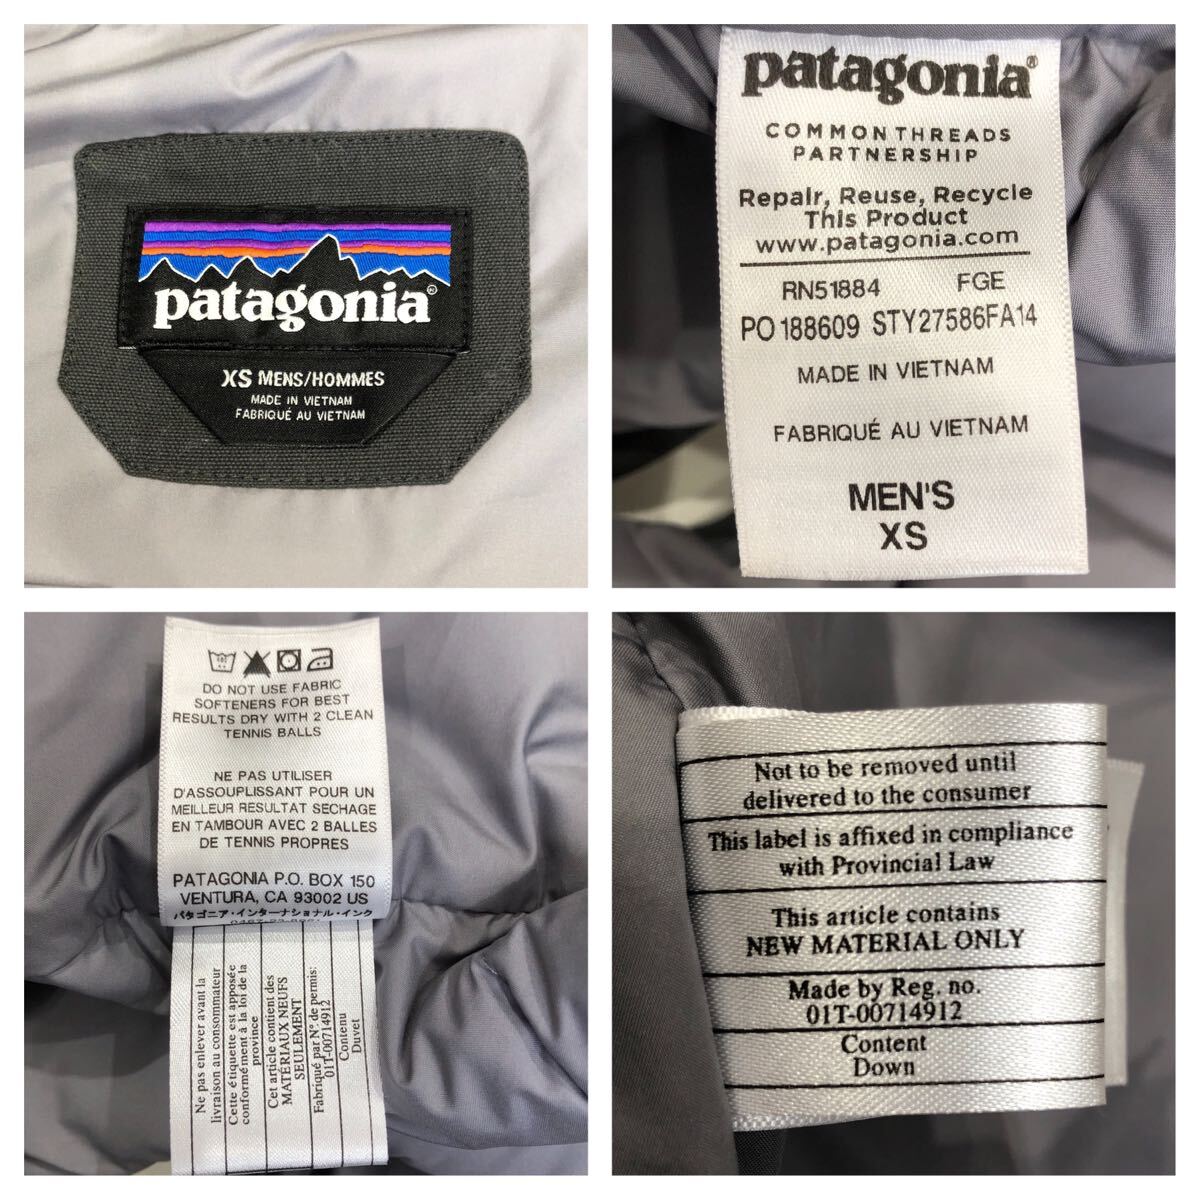 patagonia®
XS MENS/HOMMES
MADE IN VIETNAM
FABRIQUÉ AU VIETNAM
patagonia®
COMMON THREADS
PARTNERSHIP
Repair, Reuse, Recycle
This Product
www.patagonia.com
RN51884 FGE
PO 188609 STY27586FA14
MADE IN VIETNAM
FABRIQUÉ AU VIETNAM
MEN'S
XS
DO NOT USE FABRIC
SOFTENERS FOR BEST
RESULTS DRY WITH 2 CLEAN
TENNIS BALLS
NE PAS UTILISER
D'ASSOUPLISSANT POUR UN
MEILLEUR RESULTAT SECHAGE
EN TAMBOUR AVEC 2 BALLES
DE TENNIS PROPRES
PATAGONIA P.O. BOX 150
VENTURA, CA 93002 US
パタゴニア・インターナショナル・インク
Ne pas enlever avant la
livraison au consommateur
Cette étiquette est apposée
conformément à la loi de la
province
Cet article contient des
MATÉRIAUX NEUFS
SEULEMENT
Fabriqué par N°. de permis:
01T-00714912
Contenu
Duvet
Not to be removed until
delivered to the consumer
This label is affixed in compliance
with Provincial Law
This article contains
NEW MATERIAL ONLY
Made by Reg. no.
01T-00714912
Content
Down